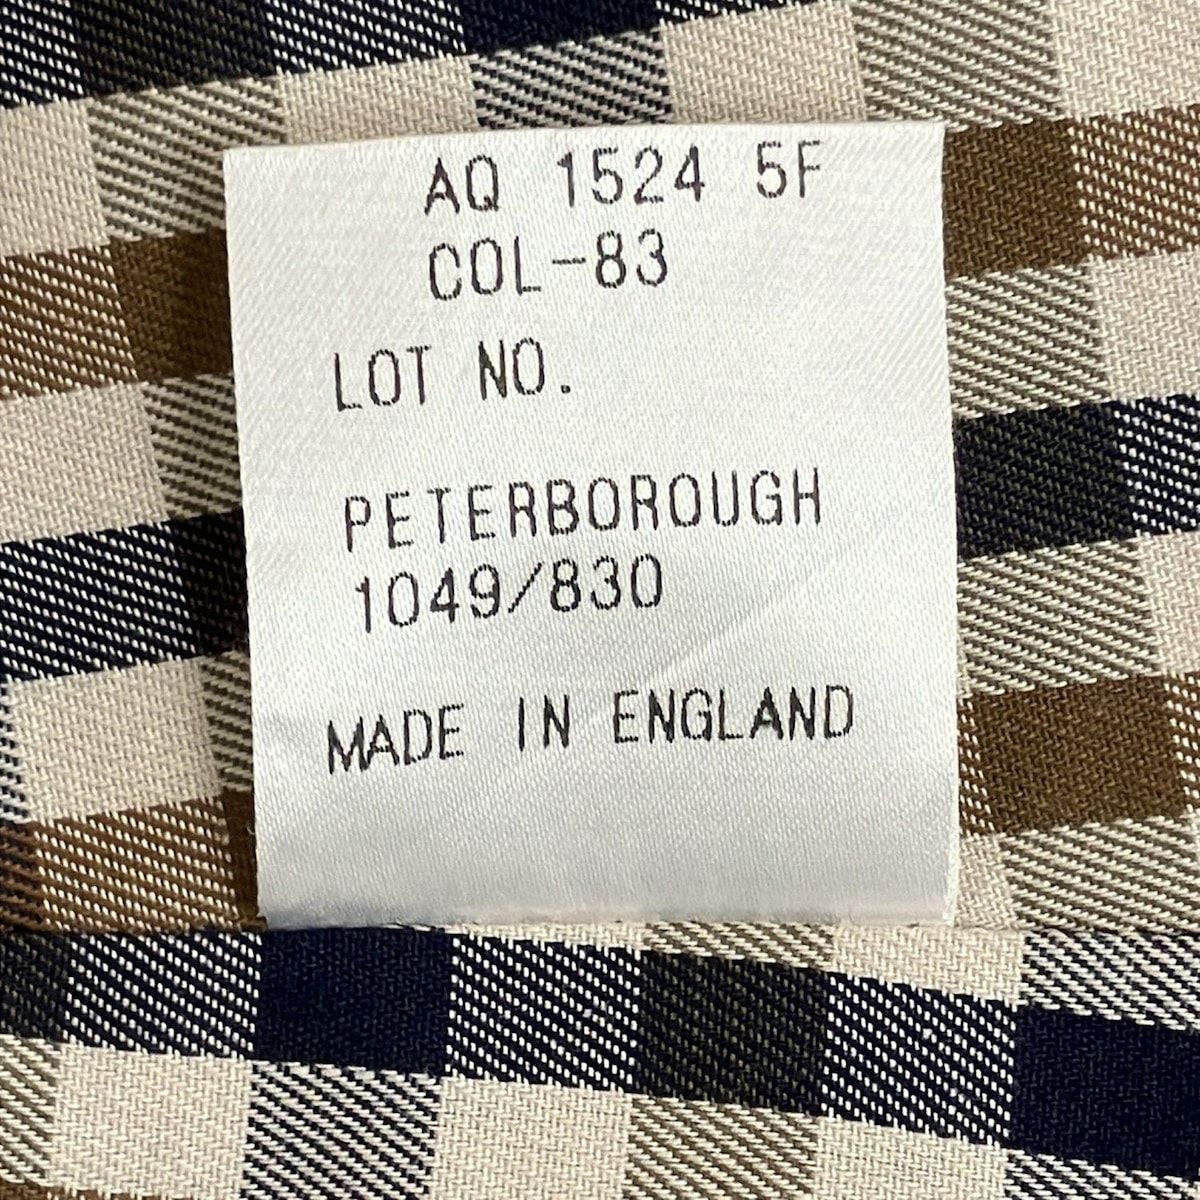 AQ 1524 5F
COL-83
LOT NO.
PETERBOROUGH
1049/830
MADE IN ENGLAND